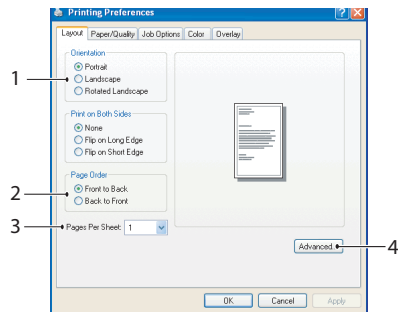 Printing Preferences
Layout Paper/Quality Job Options Color Overlay
Orientation
Portrait
1
Landscape
Rotated Landscape
Print on Both Sides
None
Flip on Long Edge
Flip on Short Edge
Page Order
Front to Back
2
Back to Front
3 Pages Per Sheet: 1
Advanced... 4
OK Cancel Apply